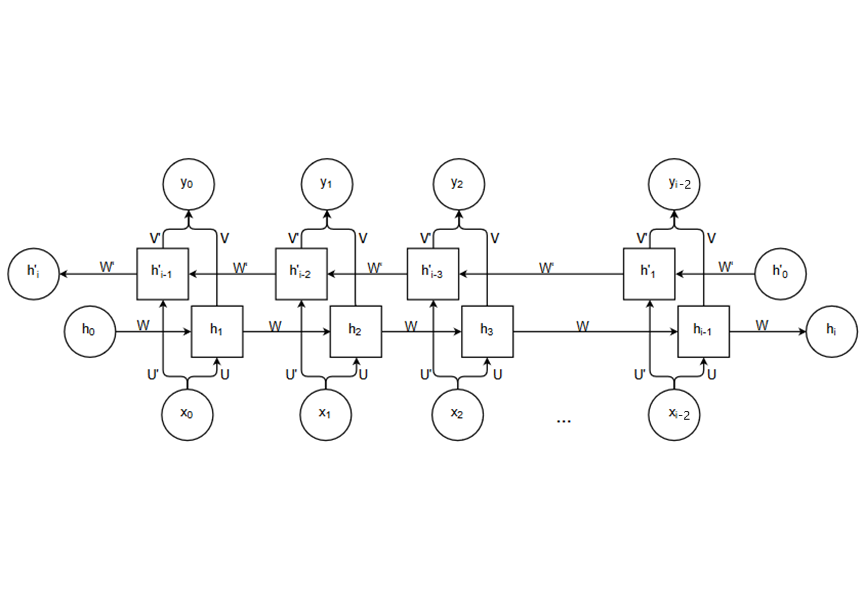 y₀ y₁ y₂ yᵢ₋₂
V' V V' V V' V V' V
h'ᵢ W' h'ᵢ₋₁ W' h'ᵢ₋₂ W' h'ᵢ₋₃ W' h'₁ W' h'₀
h₀ W h₁ W h₂ W h₃ W hᵢ₋₁ W hᵢ
U' U U' U U' U U' U
x₀ x₁ x₂ ... xᵢ₋₂